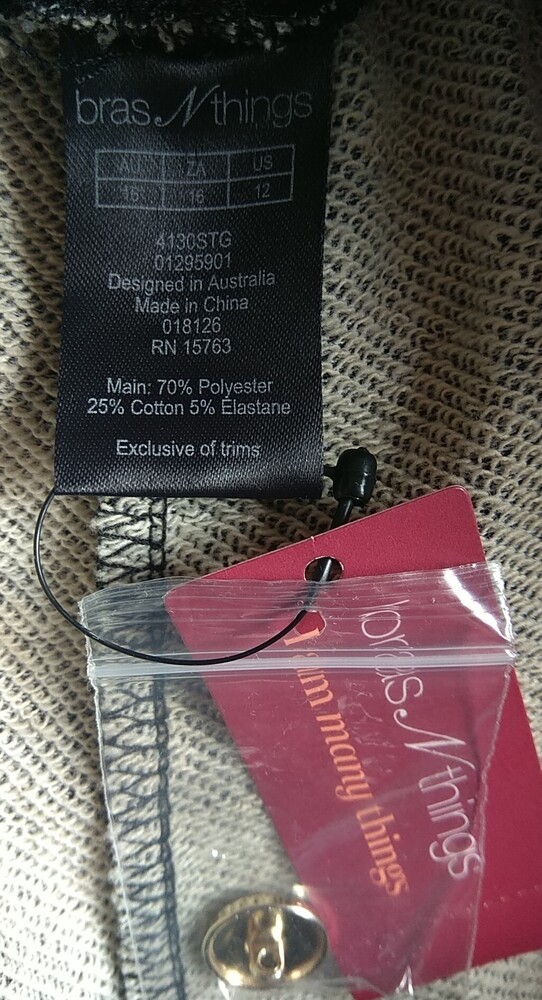 bras N things
AU ZA US
16 16 12
4130STG
01295901
Designed in Australia
Made in China
018126
RN 15763
Main: 70% Polyester
25% Cotton 5% Elastane
Exclusive of trims
bras N things
I am many things